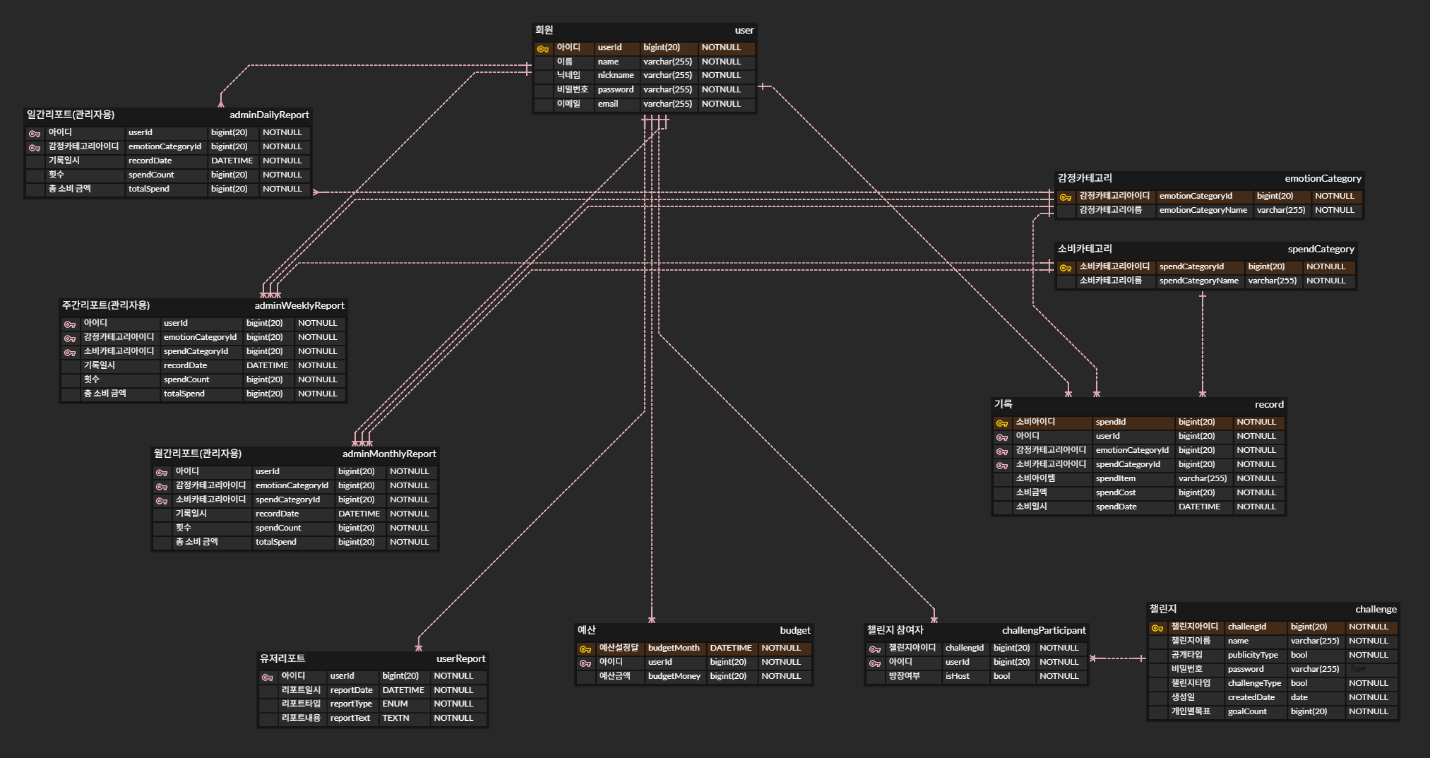 회원 user
아이디 userId bigint(20) NOTNULL
이름 name varchar(255) NOTNULL
닉네임 nickname varchar(255) NOTNULL
비밀번호 password varchar(255) NOTNULL
이메일 email varchar(255) NOTNULL
일간리포트(관리자용) adminDailyReport
아이디 userId bigint(20) NOTNULL
감정카테고리아이디 emotionCategoryId bigint(20) NOTNULL
기록일시 recordDate DATETIME NOTNULL
횟수 spendCount bigint(20) NOTNULL
총 소비 금액 totalSpend bigint(20) NOTNULL
감정카테고리 emotionCategory
감정카테고리아이디 emotionCategoryId bigint(20) NOTNULL
감정카테고리이름 emotionCategoryName varchar(255) NOTNULL
소비카테고리 spendCategory
소비카테고리아이디 spendCategoryId bigint(20) NOTNULL
소비카테고리이름 spendCategoryName varchar(255) NOTNULL
주간리포트(관리자용) adminWeeklyReport
아이디 userId bigint(20) NOTNULL
감정카테고리아이디 emotionCategoryId bigint(20) NOTNULL
소비카테고리아이디 spendCategoryId bigint(20) NOTNULL
기록일시 recordDate DATETIME NOTNULL
횟수 spendCount bigint(20) NOTNULL
총 소비 금액 totalSpend bigint(20) NOTNULL
기록 record
소비아이디 spendId bigint(20) NOTNULL
아이디 userId bigint(20) NOTNULL
감정카테고리아이디 emotionCategoryId bigint(20) NOTNULL
소비카테고리아이디 spendCategoryId bigint(20) NOTNULL
소비아이템 spendItem varchar(255) NOTNULL
소비금액 spendCost bigint(20) NOTNULL
소비일시 spendDate DATETIME NOTNULL
월간리포트(관리자용) adminMonthlyReport
아이디 userId bigint(20) NOTNULL
감정카테고리아이디 emotionCategoryId bigint(20) NOTNULL
소비카테고리아이디 spendCategoryId bigint(20) NOTNULL
기록일시 recordDate DATETIME NOTNULL
횟수 spendCount bigint(20) NOTNULL
총 소비 금액 totalSpend bigint(20) NOTNULL
유저리포트 userReport
아이디 userId bigint(20) NOTNULL
리포트일시 reportDate DATETIME NOTNULL
리포트타입 reportType ENUM NOTNULL
리포트내용 reportText TEXTN NOTNULL
예산 budget
예산설정달 budgetMonth DATETIME NOTNULL
아이디 userId bigint(20) NOTNULL
예산금액 budgetMoney bigint(20) NOTNULL
챌린지 참여자 challengParticipant
챌린지아이디 challengId bigint(20) NOTNULL
아이디 userId bigint(20) NOTNULL
방장여부 isHost bool NOTNULL
챌린지 challenge
챌린지아이디 challengId bigint(20) NOTNULL
챌린지이름 name varchar(255) NOTNULL
공개타입 publicityType bool NOTNULL
비밀번호 password varchar(255)
챌린지타입 challengeType bool NOTNULL
생성일 createdDate date NOTNULL
개인별목표 goalCount bigint(20) NOTNULL